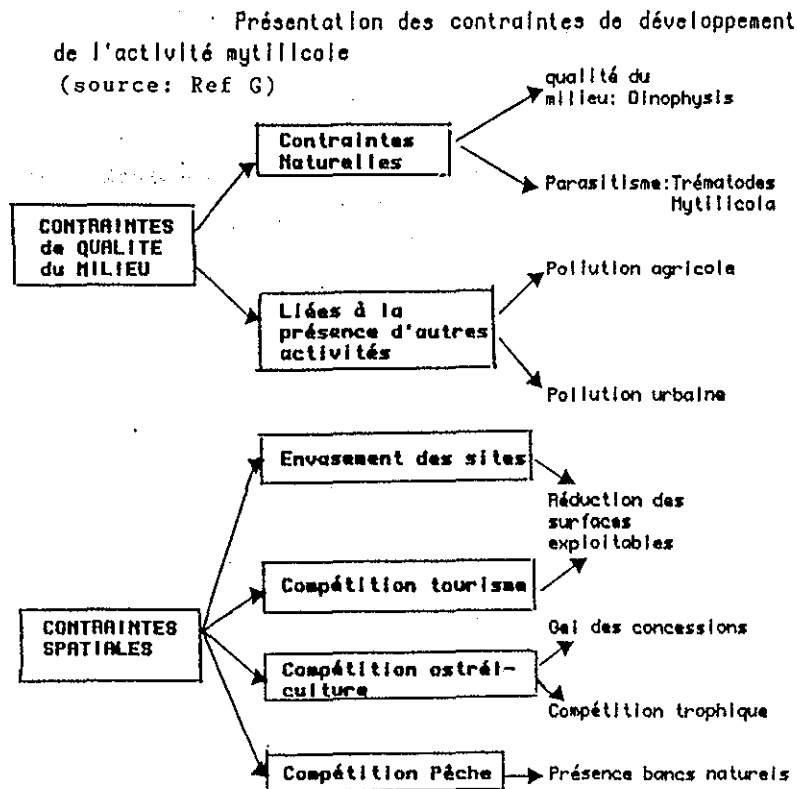 Présentation des contraintes de développement
de l'activité mytilicole
(source: Ref G)
qualité du
milieu: Dinophysis
Contraintes
Naturelles
Parasitisme:Trématodes
Mytilicola
CONTRAINTES
de QUALITE
du MILIEU
Pollution agricole
Liées à la
présence d'autres
activités
Pollution urbaine
Envasement des sites
Réduction des
surfaces
exploitables
Compétition tourisme
CONTRAINTES
SPATIALES
Gel des concessions
Compétition ostréi-
culture
Compétition trophique
Compétition Pêche
Présence bancs naturels